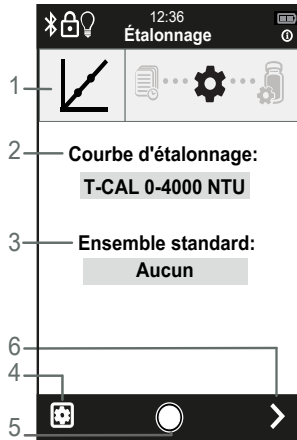 12:36
Étalonnage
1
2
Courbe d'étalonnage:
T-CAL 0-4000 NTU
3
Ensemble standard:
Aucun
6
4
5